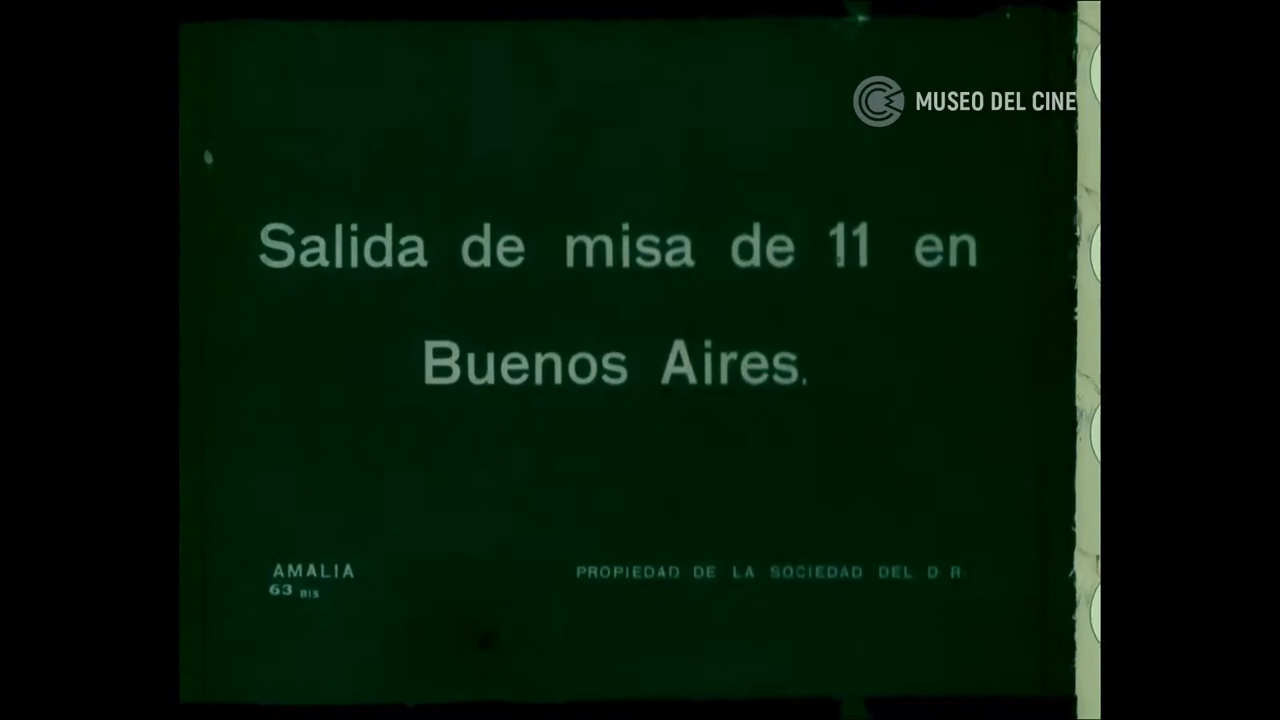 MUSEO DEL CINE
Salida de misa de 11 en
Buenos Aires.
AMALIA
63 BIS
PROPIEDAD DE LA SOCIEDAD DEL D. R.